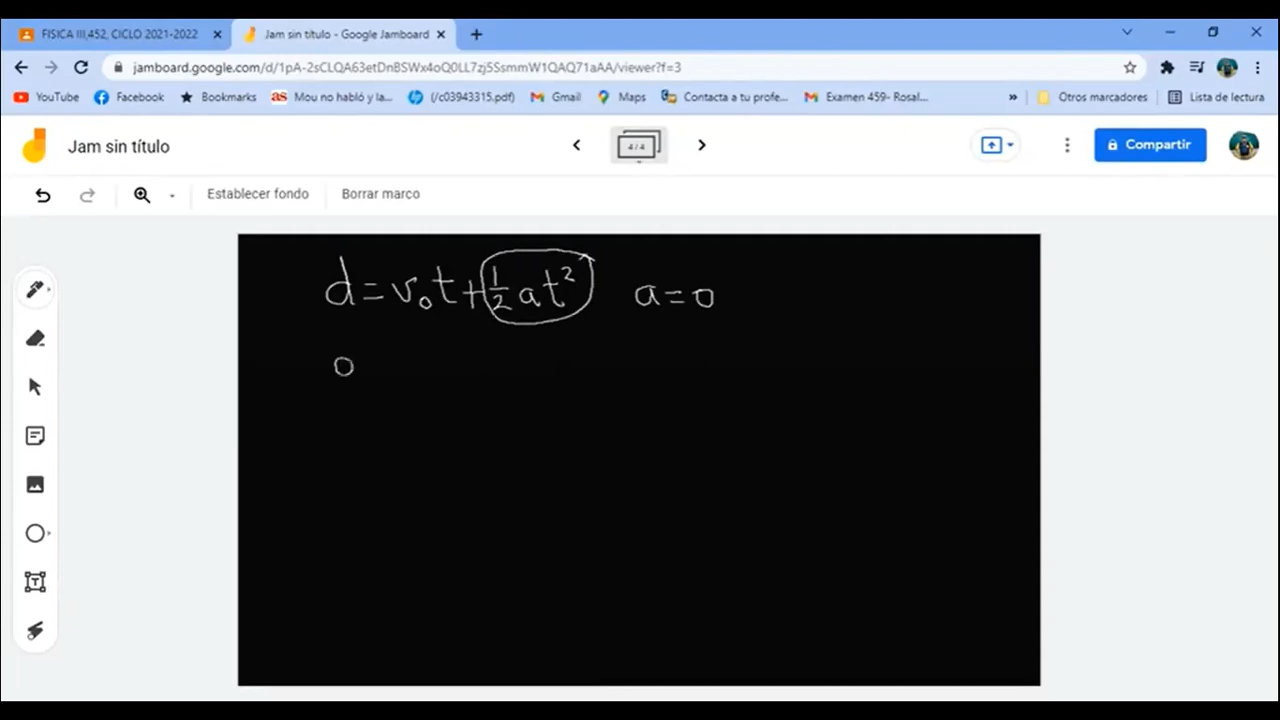 FISICA III,452, CICLO 2021-2022
Jam sin título - Google Jamboard
jamboard.google.com/d/1pA-2sCLQA63etDnBSWx4oQ0LL7zj5SsmmW1QAQ71aAA/viewer?f=3
YouTube Facebook Bookmarks as Mou no habló y la... (/c03943315.pdf) Gmail Maps Contacta a tu profe... Examen 459- Rosal... » Otros marcadores Lista de lectura
Jam sin título
4 / 4
Compartir
Establecer fondo Borrar marco
d = v₀t + ½at² a = 0
0